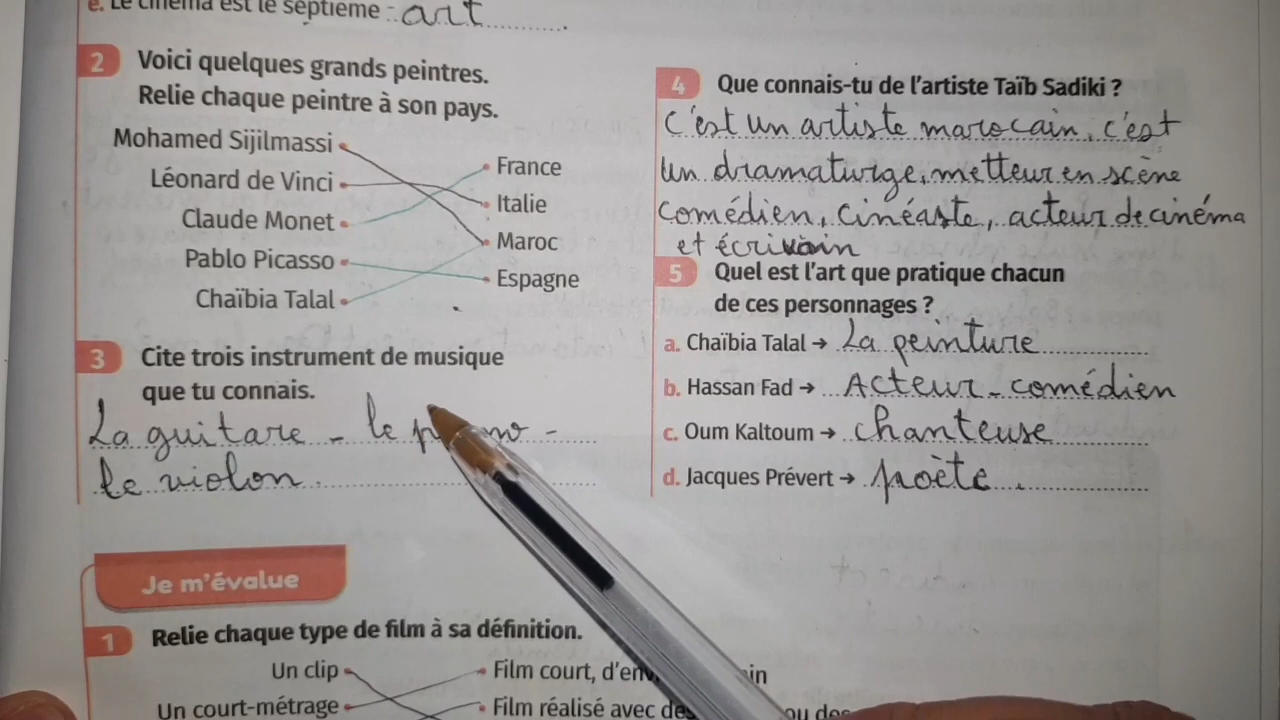 e. Le cinéma est le septième art
2 Voici quelques grands peintres.
Relie chaque peintre à son pays.
Mohamed Sijilmassi
Léonard de Vinci
Claude Monet
Pablo Picasso
Chaïbia Talal
France
Italie
Maroc
Espagne
3 Cite trois instrument de musique
que tu connais.
La guitare - le piano -
le violon.
4 Que connais-tu de l'artiste Taïb Sadiki ?
C'est un artiste marocain, c'est
un dramaturge, metteur en scène
comédien, cinéaste, acteur de cinéma
et écrivain
5 Quel est l'art que pratique chacun
de ces personnages ?
a. Chaïbia Talal → La peinture
b. Hassan Fad → Acteur - comédien
c. Oum Kaltoum → chanteuse
d. Jacques Prévert → poète.
Je m'évalue
1 Relie chaque type de film à sa définition.
Un clip
Un court-métrage
Film court, d'en
Film réalisé avec des ou des